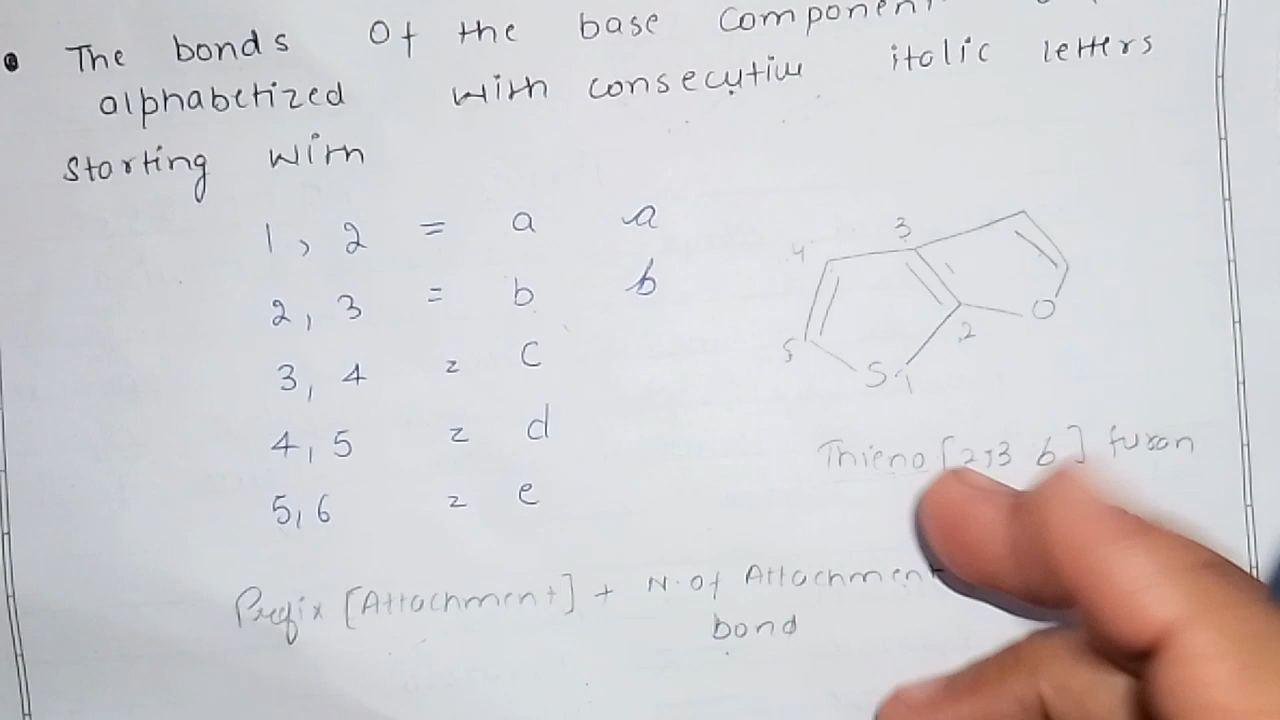 The bonds of the base component
alphabetized with consecutive italic letters
starting with
1, 2 = a a
2, 3 = b b
3, 4 = c
4, 5 = d
5, 6 = e
3
4
5
2
O
S 1
Thieno [2,3 b] furan
Prefix [Attachment] + N. of Attachment
bond